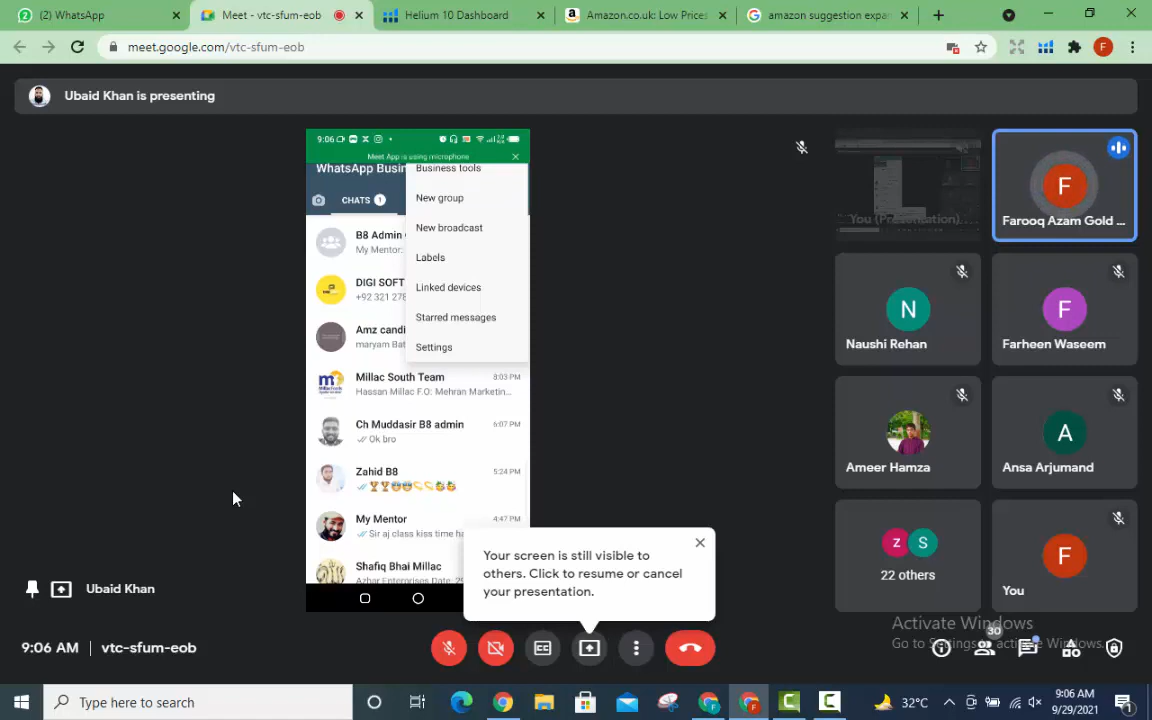 (2) WhatsApp
Meet - vtc-sfum-eob
Helium 10 Dashboard
Amazon.co.uk: Low Prices
amazon suggestion expan
meet.google.com/vtc-sfum-eob
F
Ubaid Khan is presenting
9:06
Meet App is using microphone
WhatsApp Busin
Business tools
CHATS 1
New group
New broadcast
Labels
Linked devices
Starred messages
Settings
B8 Admin
My Mentor:
DIGI SOFT
+92 321 278
Amz candi
maryam Bat
Millac South Team 8:03 PM
Hassan Millac F.O: Mehran Marketin...
Ch Muddasir B8 admin 6:07 PM
Ok bro
Zahid B8 5:24 PM
My Mentor 4:47 PM
Sir aj class kiss time ha
Shafiq Bhai Millac
Azhar Enterprises Date. 29
Your screen is still visible to
others. Click to resume or cancel
your presentation.
You (Presentation)
F
Farooq Azam Gold ...
N
Naushi Rehan
F
Farheen Waseem
Ameer Hamza
A
Ansa Arjumand
z S
22 others
F
You
Ubaid Khan
9:06 AM | vtc-sfum-eob
CC
30
Activate Windows
Go to Settings to activate Windows.
Type here to search
32°C
9:06 AM
9/29/2021
1